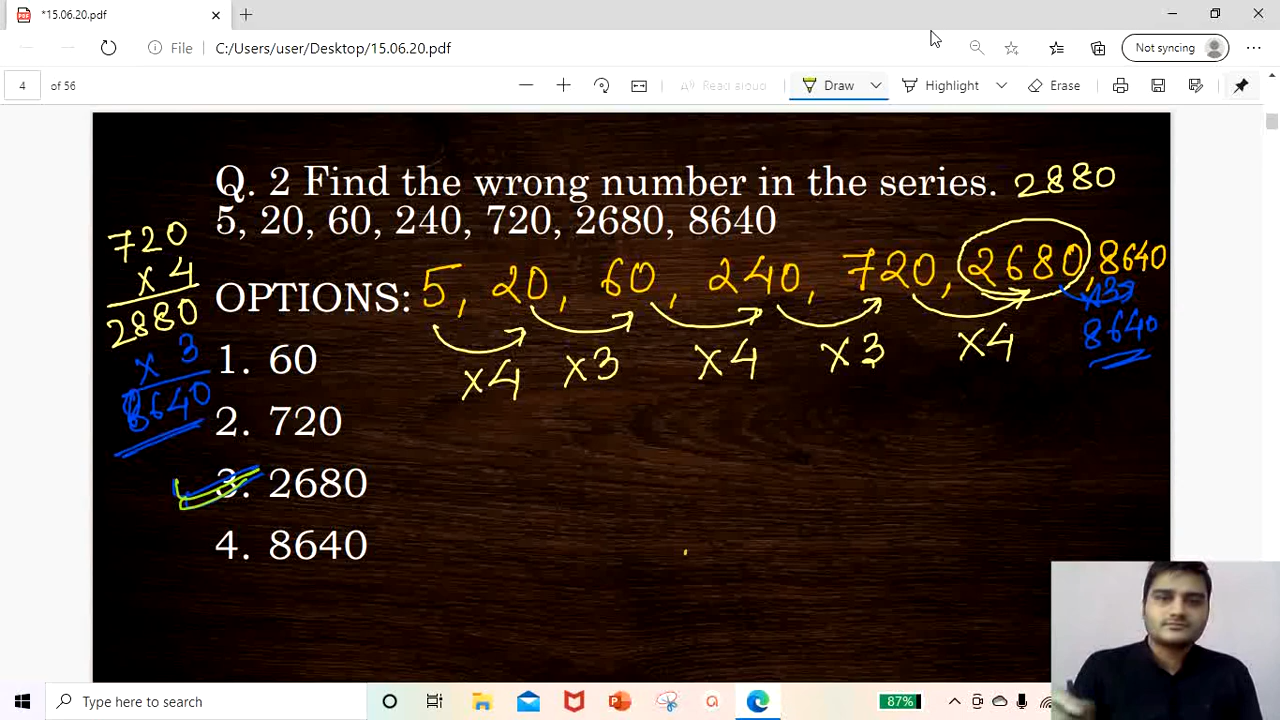 *15.06.20.pdf
File C:/Users/user/Desktop/15.06.20.pdf
Not syncing
4 of 56
Read aloud Draw Highlight Erase
Q. 2 Find the wrong number in the series. 2880
5, 20, 60, 240, 720, 2680, 8640
720
x 4
2880
x 3
8640
5, 20, 60, 240, 720, 2680, 8640
x4 x3 x4 x3 x4 x3
8640
OPTIONS:
1. 60
2. 720
3. 2680
4. 8640
Type here to search
87%